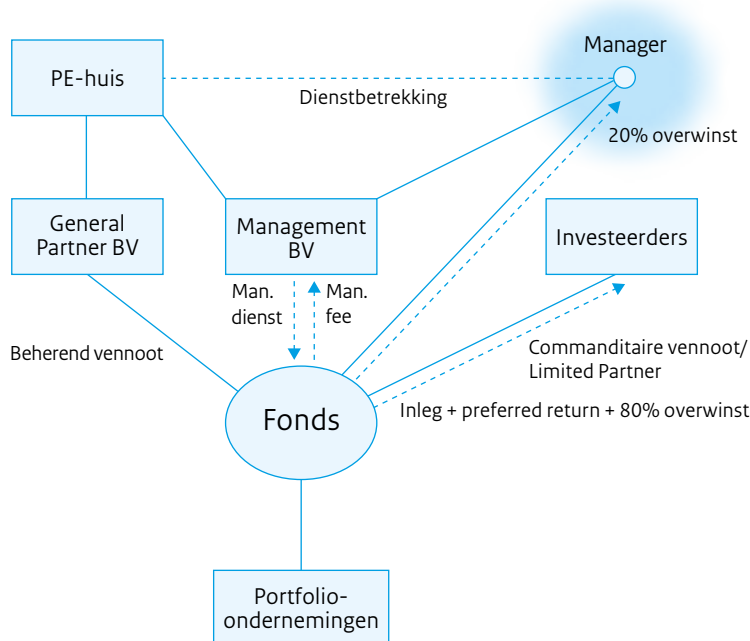 Manager
PE-huis
Dienstbetrekking
20% overwinst
General
Partner BV
Management
BV
Investeerders
Man.
dienst
Man.
fee
Beherend vennoot
Commanditaire vennoot/
Limited Partner
Inleg + preferred return + 80% overwinst
Fonds
Portfolio-
ondernemingen